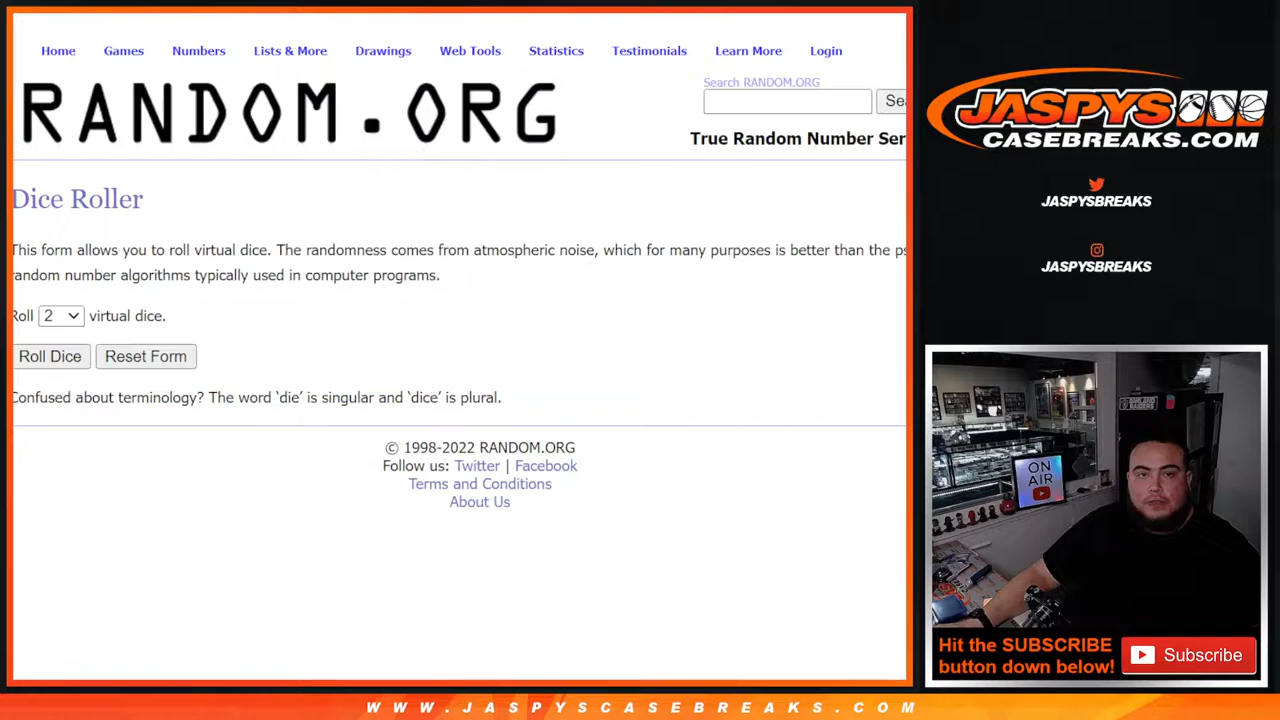 Home Games Numbers Lists & More Drawings Web Tools Statistics Testimonials Learn More Login
Search RANDOM.ORG
RANDOM.ORG
Sea
True Random Number Ser
Dice Roller
This form allows you to roll virtual dice. The randomness comes from atmospheric noise, which for many purposes is better than the ps
random number algorithms typically used in computer programs.
Roll 2 virtual dice.
Roll Dice Reset Form
Confused about terminology? The word ‘die’ is singular and ‘dice’ is plural.
© 1998-2022 RANDOM.ORG
Follow us: Twitter | Facebook
Terms and Conditions
About Us
JASPYS
CASEBREAKS.COM
JASPYSBREAKS
JASPYSBREAKS
OAKLAND
RAIDERS
ON
AIR
Hit the SUBSCRIBE
button down below!
Subscribe
WWW.JASPYSCASEBREAKS.COM